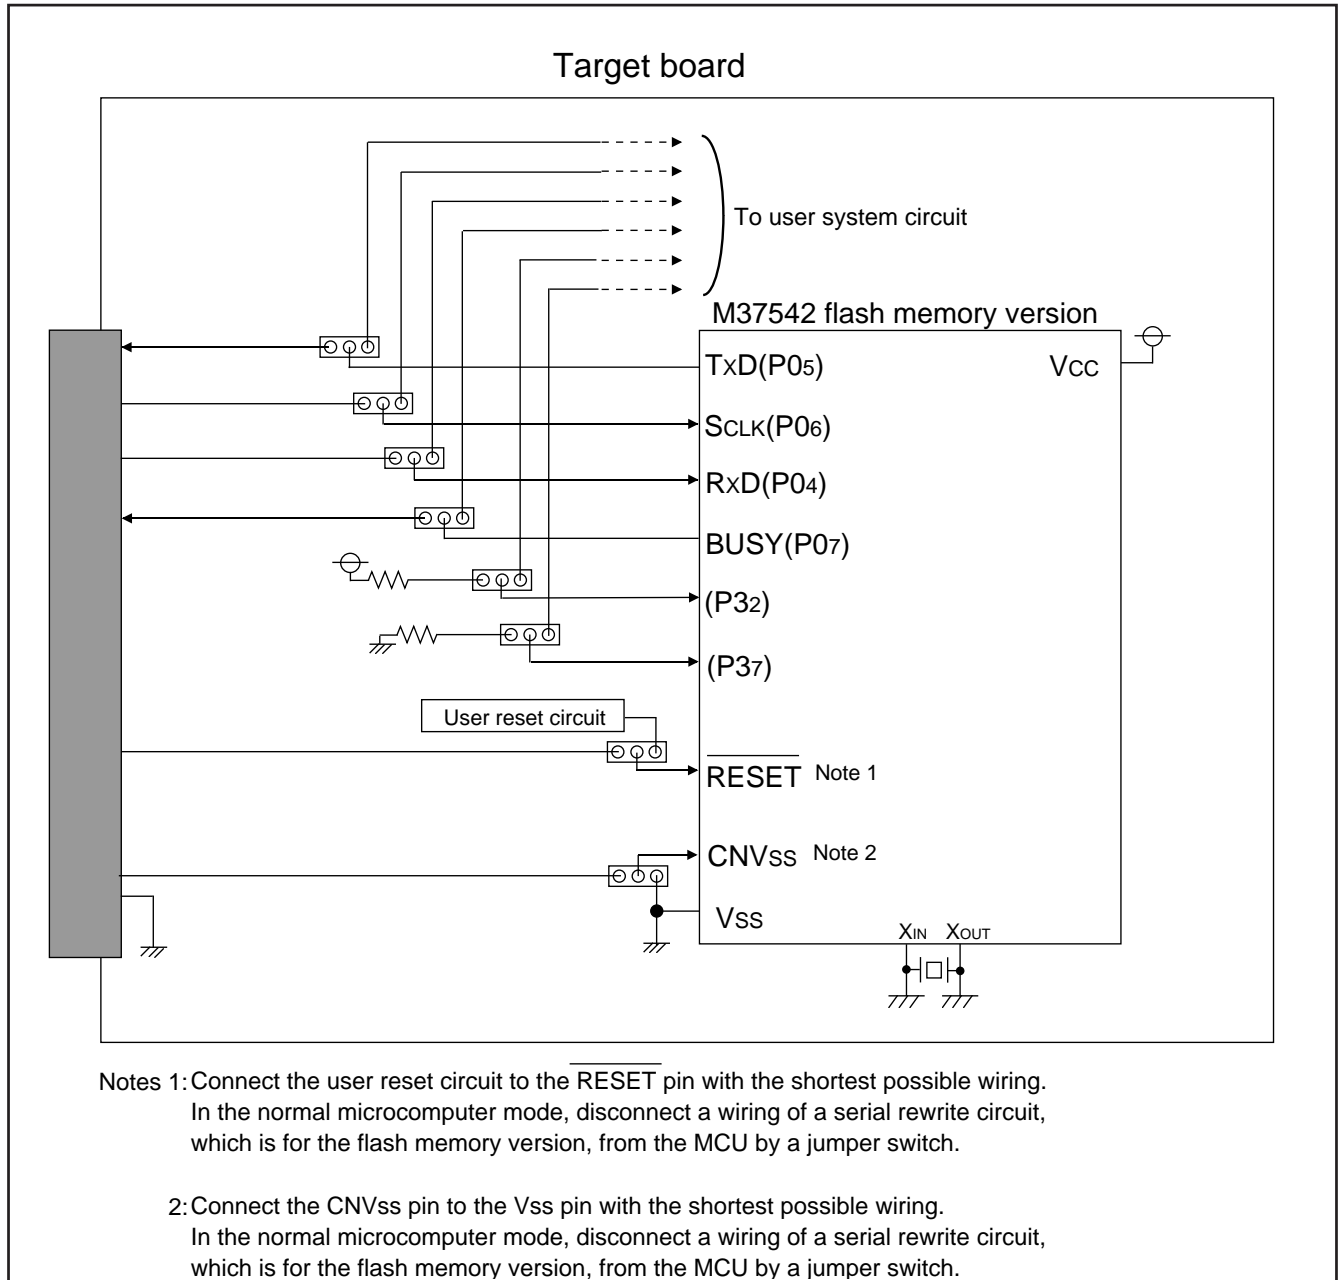 Target board
To user system circuit
M37542 flash memory version
TxD(P05)
VCC
SCLK(P06)
RxD(P04)
BUSY(P07)
(P32)
(P37)
User reset circuit
RESET Note 1
CNVss Note 2
Vss
XIN XOUT
Notes 1: Connect the user reset circuit to the RESET pin with the shortest possible wiring.
In the normal microcomputer mode, disconnect a wiring of a serial rewrite circuit,
which is for the flash memory version, from the MCU by a jumper switch.
2: Connect the CNVss pin to the Vss pin with the shortest possible wiring.
In the normal microcomputer mode, disconnect a wiring of a serial rewrite circuit,
which is for the flash memory version, from the MCU by a jumper switch.